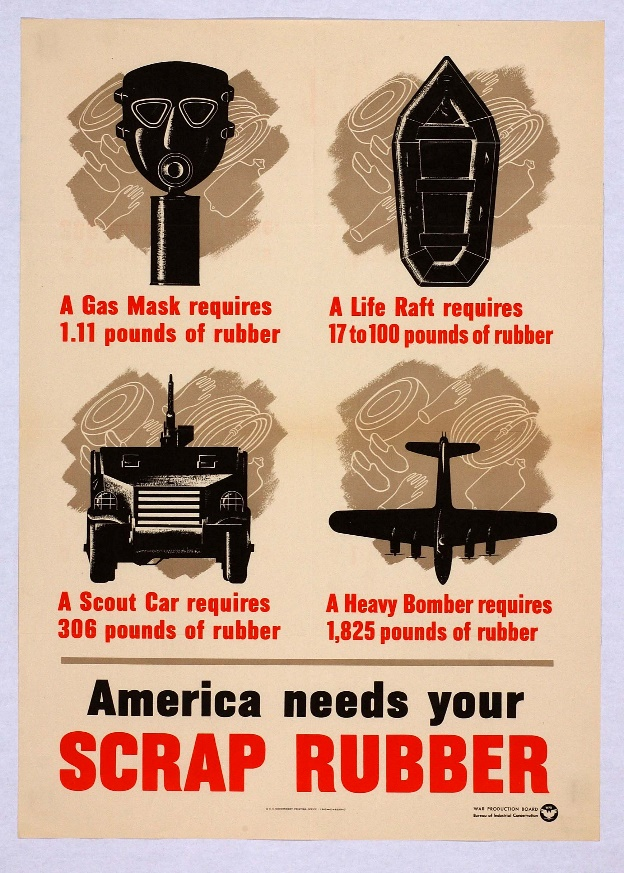 A Gas Mask requires
1.11 pounds of rubber
A Life Raft requires
17 to 100 pounds of rubber
A Scout Car requires
306 pounds of rubber
A Heavy Bomber requires
1,825 pounds of rubber
America needs your
SCRAP RUBBER
WAR PRODUCTION BOARD
Bureau of Industrial Conservation